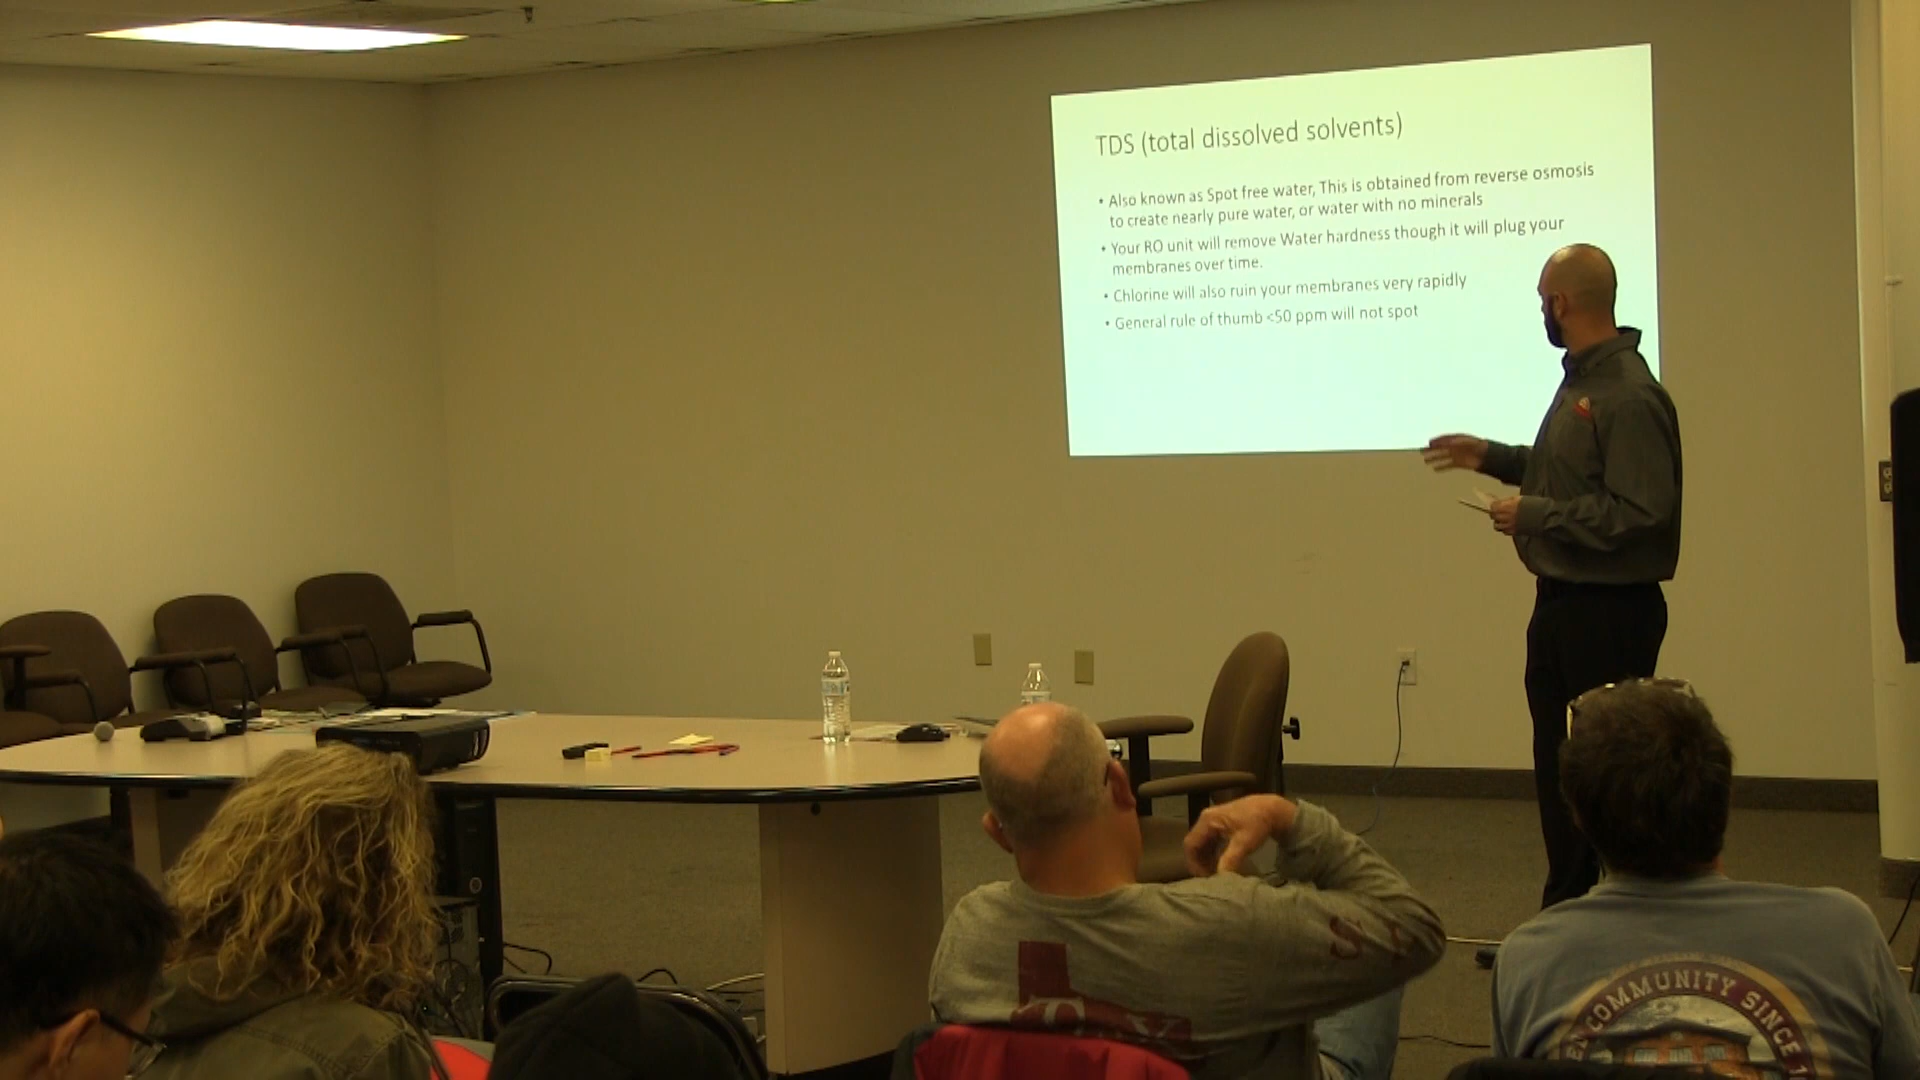 TDS (total dissolved solvents)
• Also known as Spot free water, This is obtained from reverse osmosis
to create nearly pure water, or water with no minerals
• Your RO unit will remove Water hardness though it will plug your
membranes over time.
• Chlorine will also ruin your membranes very rapidly
• General rule of thumb <50 ppm will not spot
COMMUNITY SINCE